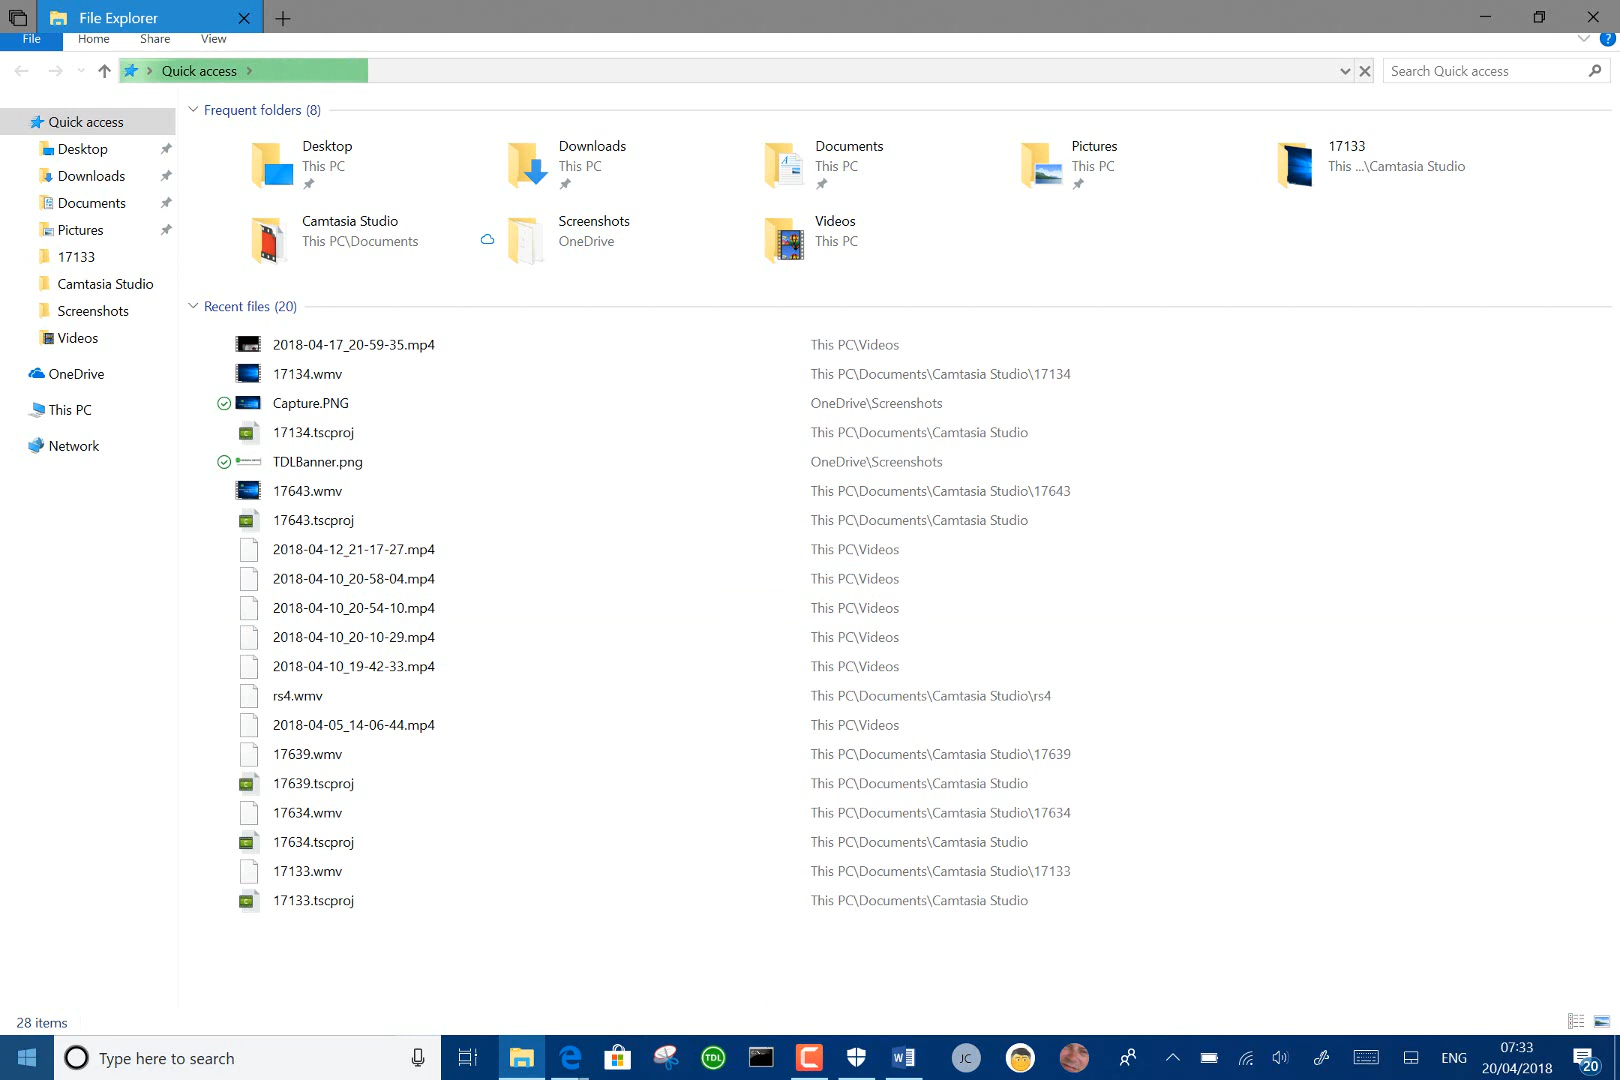 File Explorer
File Home Share View
Quick access
Search Quick access
Quick access
Desktop
Downloads
Documents
Pictures
17133
Camtasia Studio
Screenshots
Videos
OneDrive
This PC
Network
Frequent folders (8)
Desktop
This PC
Downloads
This PC
Documents
This PC
Pictures
This PC
17133
This ...\Camtasia Studio
Camtasia Studio
This PC\Documents
Screenshots
OneDrive
Videos
This PC
Recent files (20)
2018-04-17_20-59-35.mp4 This PC\Videos
17134.wmv This PC\Documents\Camtasia Studio\17134
Capture.PNG OneDrive\Screenshots
17134.tscproj This PC\Documents\Camtasia Studio
TDLBanner.png OneDrive\Screenshots
17643.wmv This PC\Documents\Camtasia Studio\17643
17643.tscproj This PC\Documents\Camtasia Studio
2018-04-12_21-17-27.mp4 This PC\Videos
2018-04-10_20-58-04.mp4 This PC\Videos
2018-04-10_20-54-10.mp4 This PC\Videos
2018-04-10_20-10-29.mp4 This PC\Videos
2018-04-10_19-42-33.mp4 This PC\Videos
rs4.wmv This PC\Documents\Camtasia Studio\rs4
2018-04-05_14-06-44.mp4 This PC\Videos
17639.wmv This PC\Documents\Camtasia Studio\17639
17639.tscproj This PC\Documents\Camtasia Studio
17634.wmv This PC\Documents\Camtasia Studio\17634
17634.tscproj This PC\Documents\Camtasia Studio
17133.wmv This PC\Documents\Camtasia Studio\17133
17133.tscproj This PC\Documents\Camtasia Studio
28 items
Type here to search
TDL
JC
ENG
07:33
20/04/2018
20